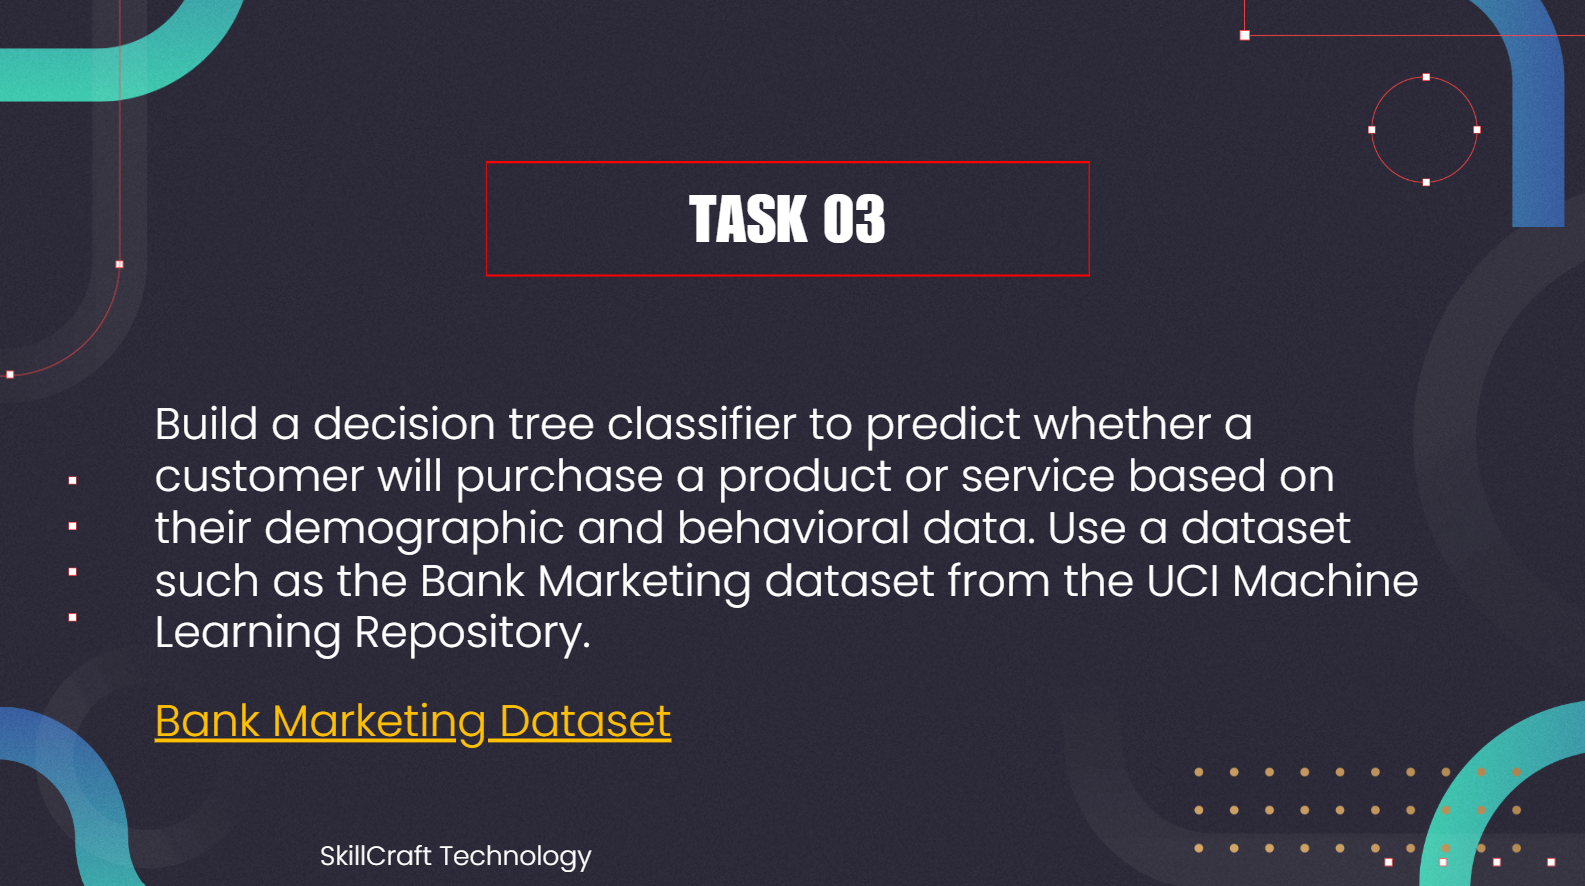 TASK 03
Build a decision tree classifier to predict whether a
customer will purchase a product or service based on
their demographic and behavioral data. Use a dataset
such as the Bank Marketing dataset from the UCI Machine
Learning Repository.
Bank Marketing Dataset
SkillCraft Technology